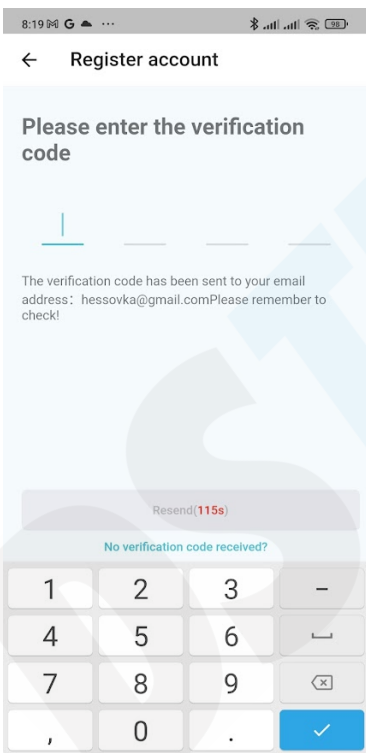 8:19 M G ...
98
← Register account
Please enter the verification
code
The verification code has been sent to your email
address： hessovka@gmail.comPlease remember to
check!
Resend(115s)
No verification code received?
1 2 3 –
4 5 6
7 8 9
, 0 .